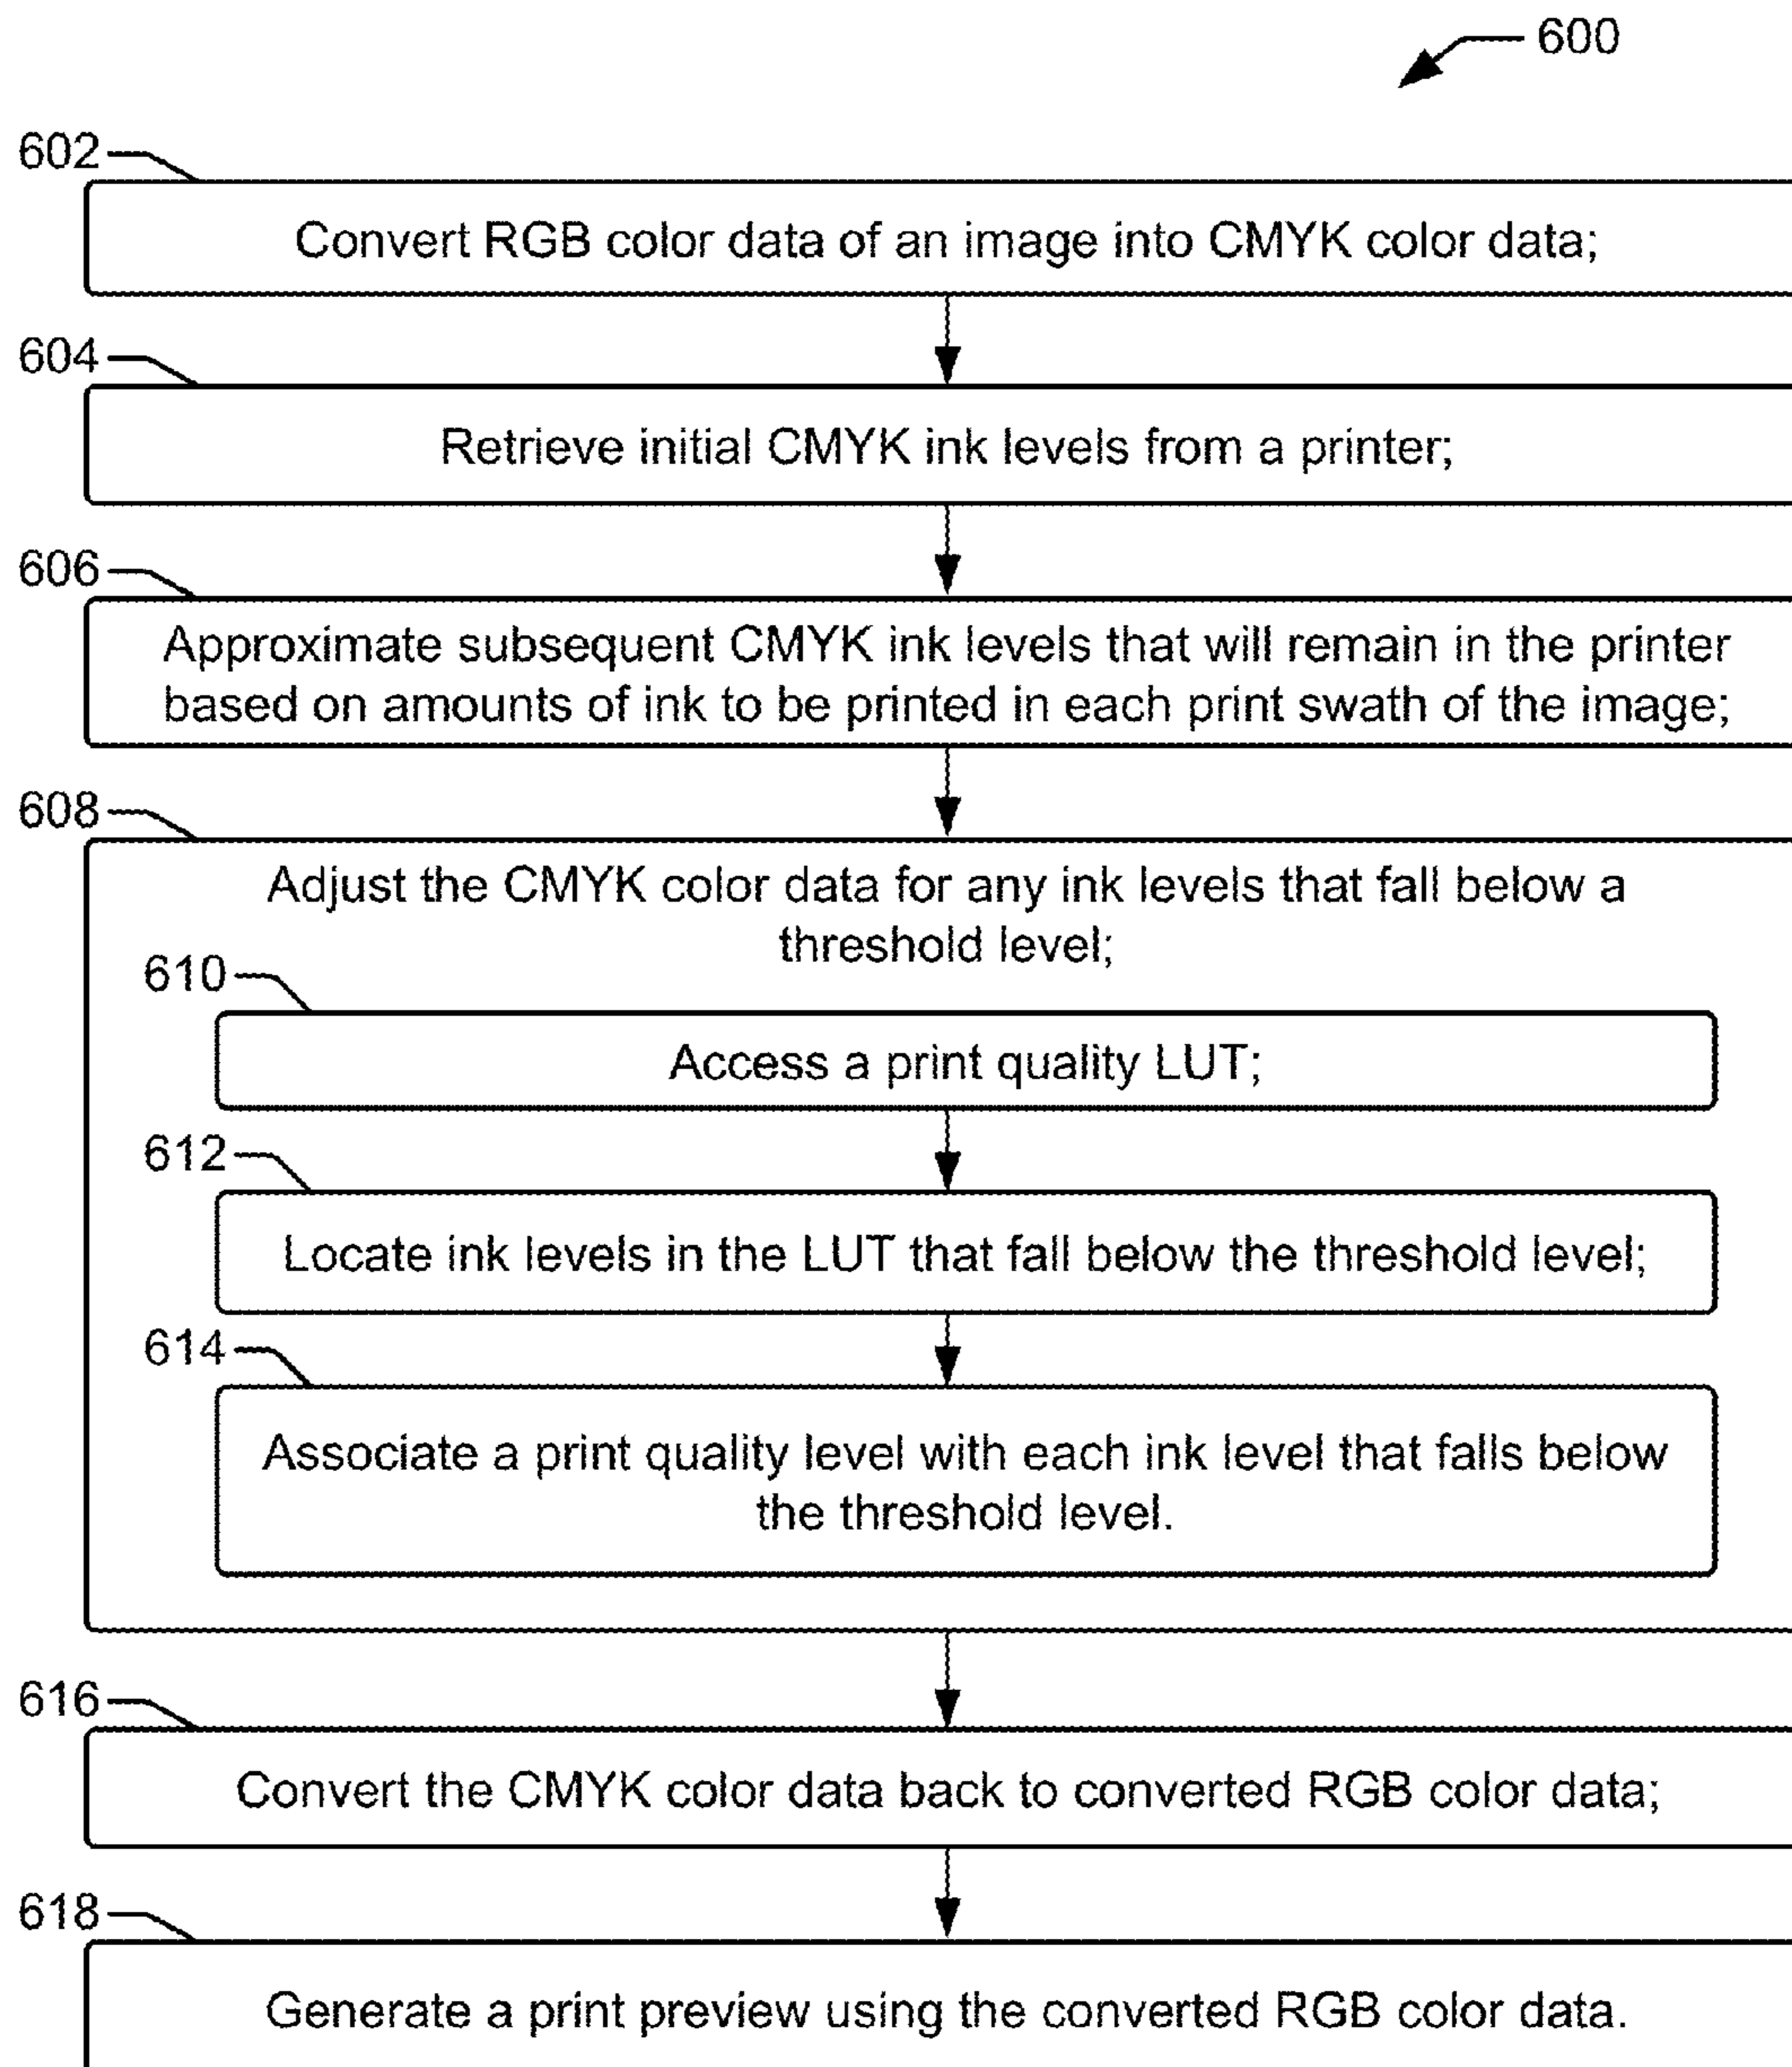 600
602
Convert RGB color data of an image into CMYK color data;
604
Retrieve initial CMYK ink levels from a printer;
606
Approximate subsequent CMYK ink levels that will remain in the printer
based on amounts of ink to be printed in each print swath of the image;
608
Adjust the CMYK color data for any ink levels that fall below a
threshold level;
610
Access a print quality LUT;
612
Locate ink levels in the LUT that fall below the threshold level;
614
Associate a print quality level with each ink level that falls below
the threshold level.
616
Convert the CMYK color data back to converted RGB color data;
618
Generate a print preview using the converted RGB color data.